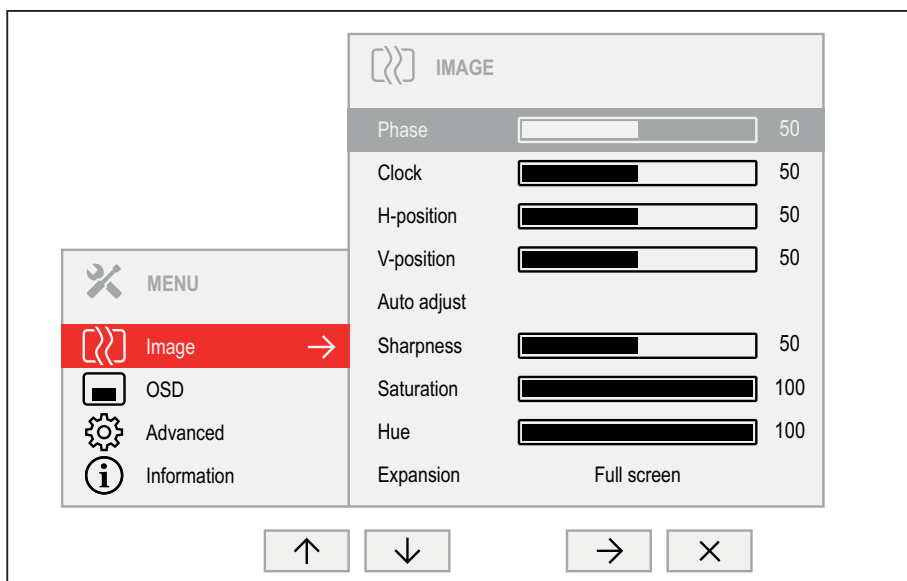 IMAGE
Phase 50
Clock 50
H-position 50
V-position 50
Auto adjust
Sharpness 50
Saturation 100
Hue 100
Expansion Full screen
MENU
Image
OSD
Advanced
Information